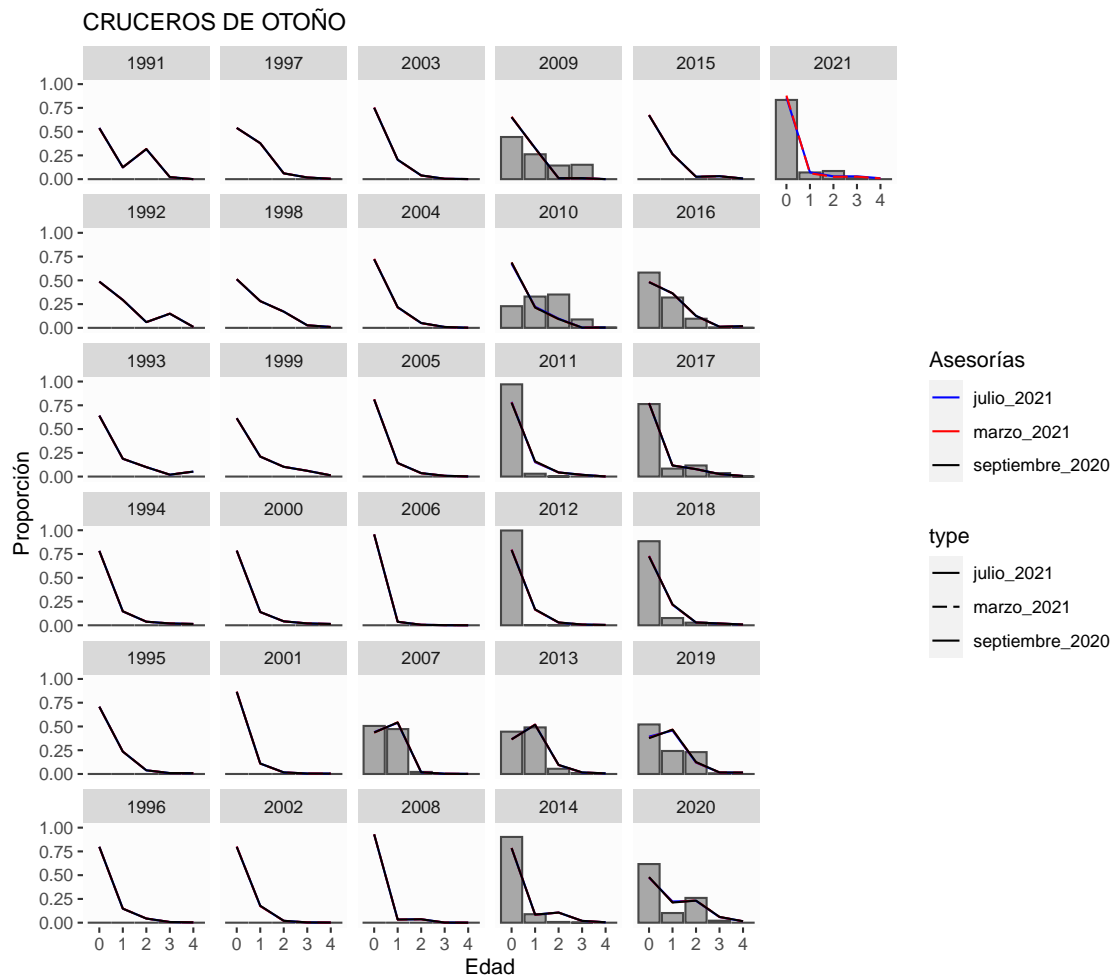 CRUCEROS DE OTOÑO
1991 1997 2003 2009 2015 2021
1.00
0.75
0.50
0.25
0.00
0 1 2 3 4
1992 1998 2004 2010 2016
1.00
0.75
0.50
0.25
0.00
1993 1999 2005 2011 2017
1.00
0.75
0.50
0.25
0.00
1994 2000 2006 2012 2018
1.00
0.75
0.50
0.25
0.00
1995 2001 2007 2013 2019
1.00
0.75
0.50
0.25
0.00
1996 2002 2008 2014 2020
1.00
0.75
0.50
0.25
0.00
0 1 2 3 4 0 1 2 3 4 0 1 2 3 4 0 1 2 3 4 0 1 2 3 4
Edad
Proporción
Asesorías
julio_2021
marzo_2021
septiembre_2020
type
julio_2021
marzo_2021
septiembre_2020